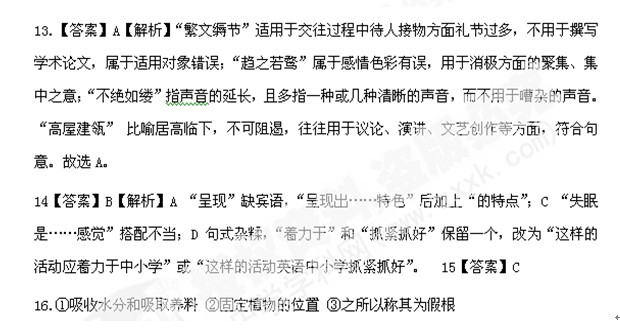 13.【答案】A【解析】“繁文缛节”适用于交往过程中待人接物方面礼节过多，不用于撰写
学术论文，属于适用对象错误；“趋之若鹜”属于感情色彩有误，用于消极方面的聚集、集
中之意；“不绝如缕”指声音的延长，且多指一种或几种清晰的声音，而不用于嘈杂的声音。
“高屋建瓴” 比喻居高临下，不可阻遏，往往用于议论、演讲、文艺创作等方面，符合句
意。故选 A。
14【答案】B【解析】A “呈现”缺宾语，“呈现出……特色”后加上“的特点”；C “失眠
是……感觉”搭配不当；D 句式杂糅，“着力于”和“抓紧抓好”保留一个，改为“这样的
活动应着力于中小学”或“这样的活动英语中小学抓紧抓好”。 15【答案】C
16.①吸收水分和吸取养料 ②固定植物的位置 ③之所以称其为假根